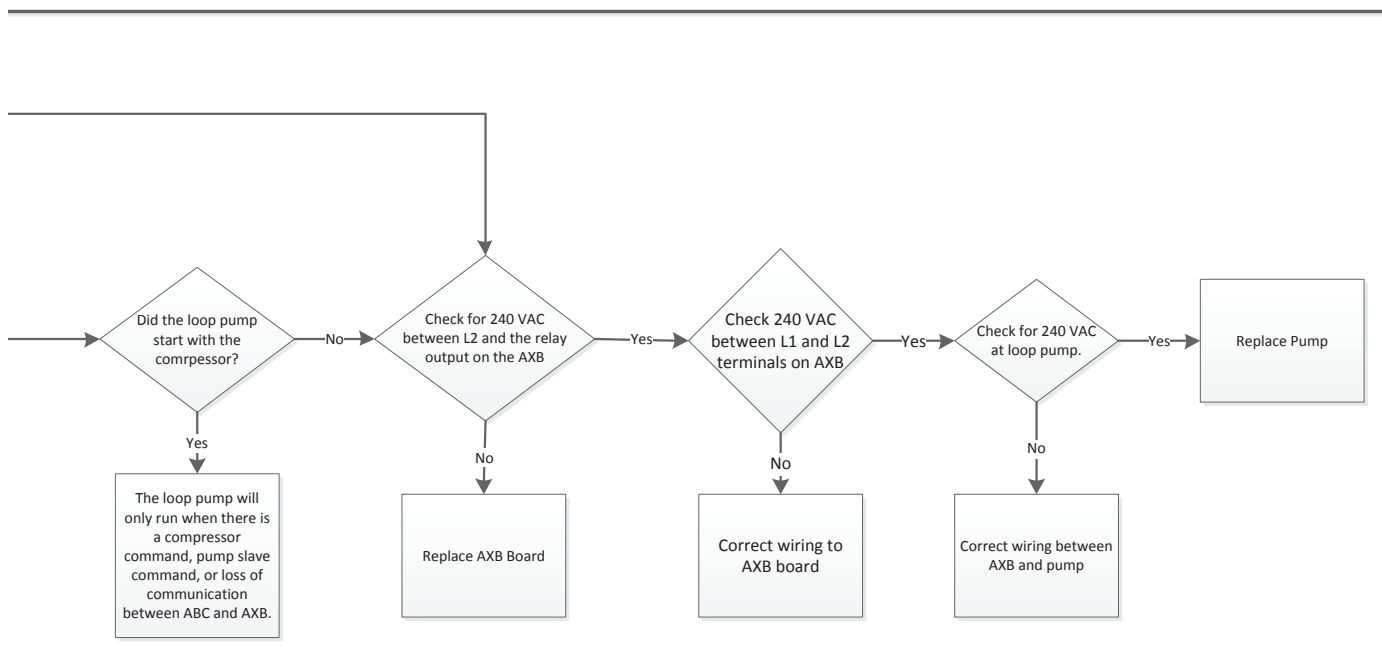 Did the loop pump
start with the
comrpessor?
No
Check for 240 VAC
between L2 and the relay
output on the AXB
Yes
Check 240 VAC
between L1 and L2
terminals on AXB
Yes
Check for 240 VAC
at loop pump.
Yes
Replace Pump
Yes
No
No
No
The loop pump will
only run when there is
a compressor
command, pump slave
command, or loss of
communication
between ABC and AXB.
Replace AXB Board
Correct wiring to
AXB board
Correct wiring between
AXB and pump